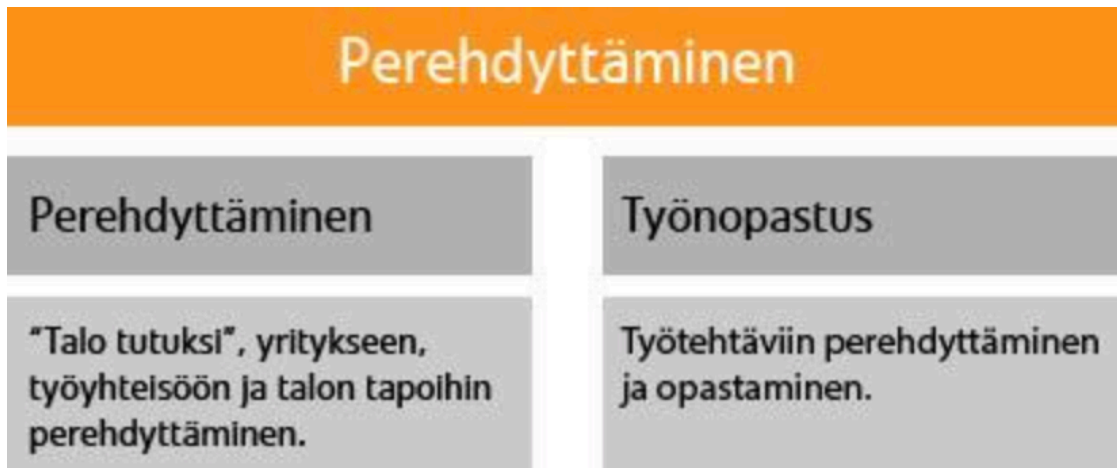 Perehdyttäminen
Perehdyttäminen
"Talo tutuksi", yritykseen,
työyhteisöön ja talon tapoihin
perehdyttäminen.
Työnopastus
Työtehtäviin perehdyttäminen
ja opastaminen.